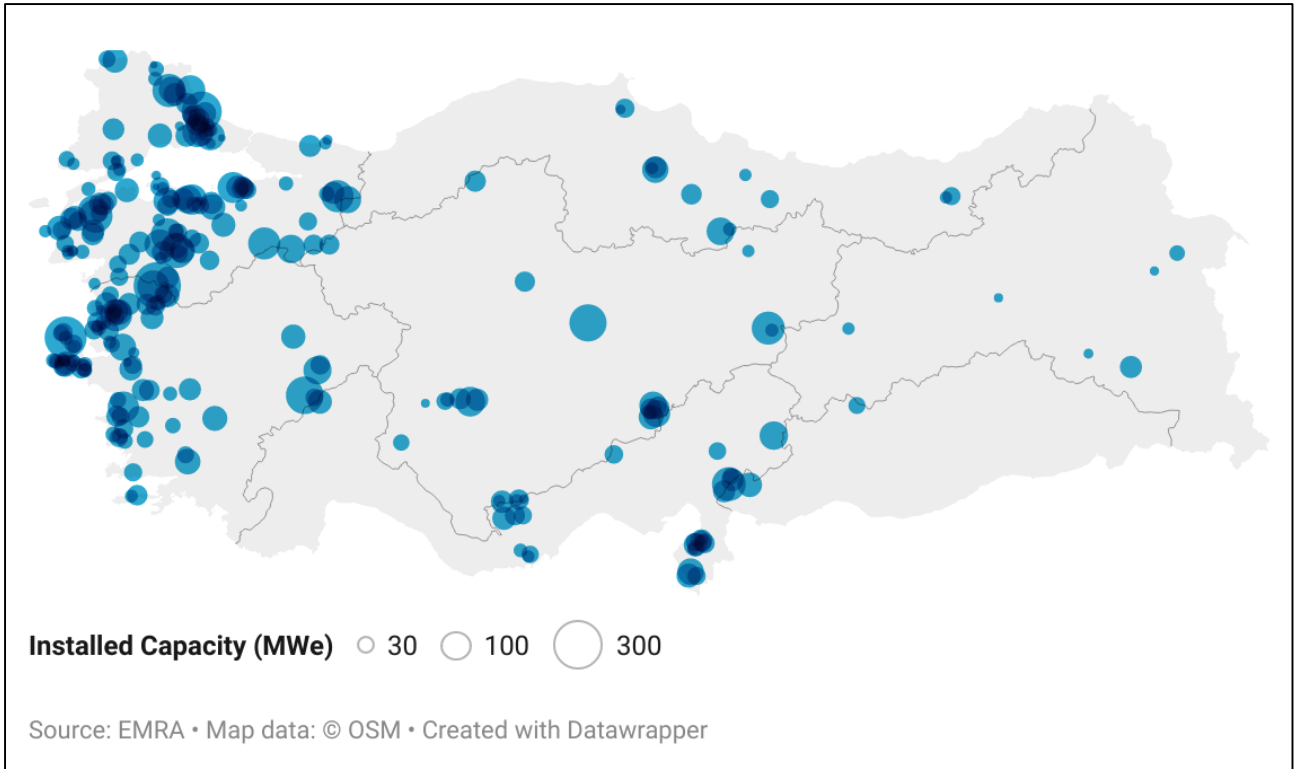 Installed Capacity (MWe) 30 100 300
Source: EMRA • Map data: © OSM • Created with Datawrapper